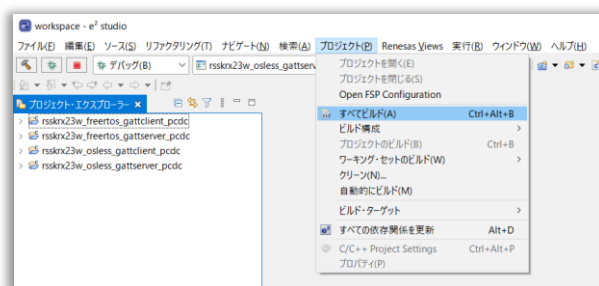 workspace - e² studio
ファイル(F) 編集(E) ソース(S) リファクタリング(T) ナビゲート(N) 検索(A) プロジェクト(P) Renesas Views 実行(R) ウィンドウ(W) ヘルプ(H)
デバッグ(B) rsskrx23w_osless_gattserv
プロジェクト・エクスプローラー
rsskrx23w_freertos_gattclient_pcdc
rsskrx23w_freertos_gattserver_pcdc
rsskrx23w_osless_gattclient_pcdc
rsskrx23w_osless_gattserver_pcdc
プロジェクトを開く(E)
プロジェクトを閉じる(S)
Open FSP Configuration
すべてビルド(A) Ctrl+Alt+B
ビルド構成
プロジェクトのビルド(B) Ctrl+B
ワーキング・セットのビルド(W)
クリーン(N)...
自動的にビルド(M)
ビルド・ターゲット
すべての依存関係を更新 Alt+D
C/C++ Project Settings Ctrl+Alt+P
プロパティ(P)